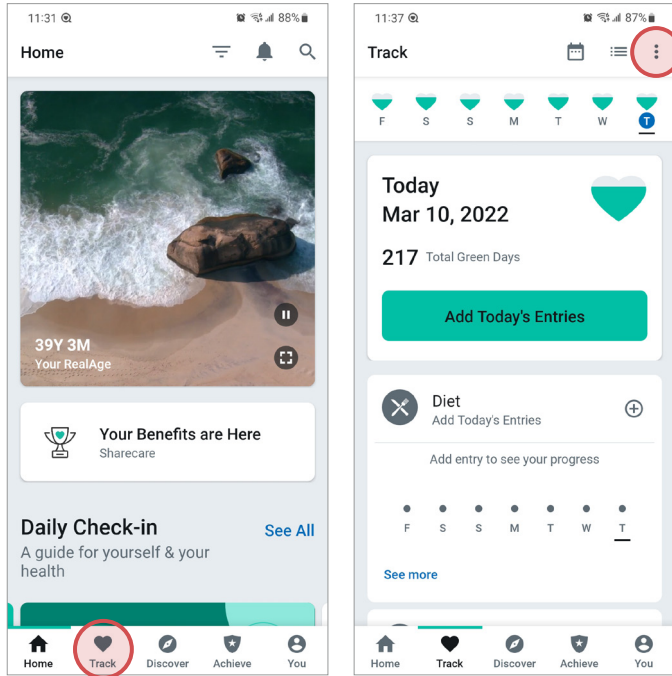 11:31
88%
Home
39Y 3M
Your RealAge
Your Benefits are Here
Sharecare
Daily Check-in
See All
A guide for yourself & your
health
Home
Track
Discover
Achieve
You
11:37
87%
Track
F S S M T W T
Today
Mar 10, 2022
217 Total Green Days
Add Today's Entries
Diet
Add Today's Entries
Add entry to see your progress
F S S M T W T
See more
Home
Track
Discover
Achieve
You